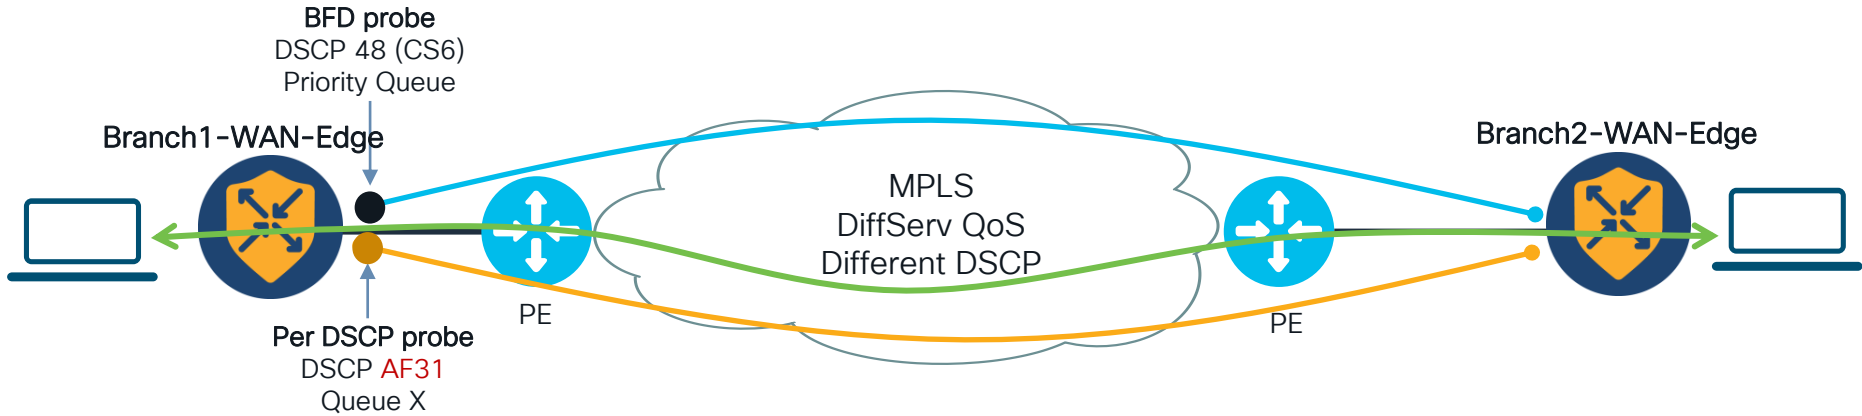 BFD probe
DSCP 48 (CS6)
Priority Queue
Branch1-WAN-Edge
Branch2-WAN-Edge
MPLS
DiffServ QoS
Different DSCP
PE
PE
Per DSCP probe
DSCP AF31
Queue X